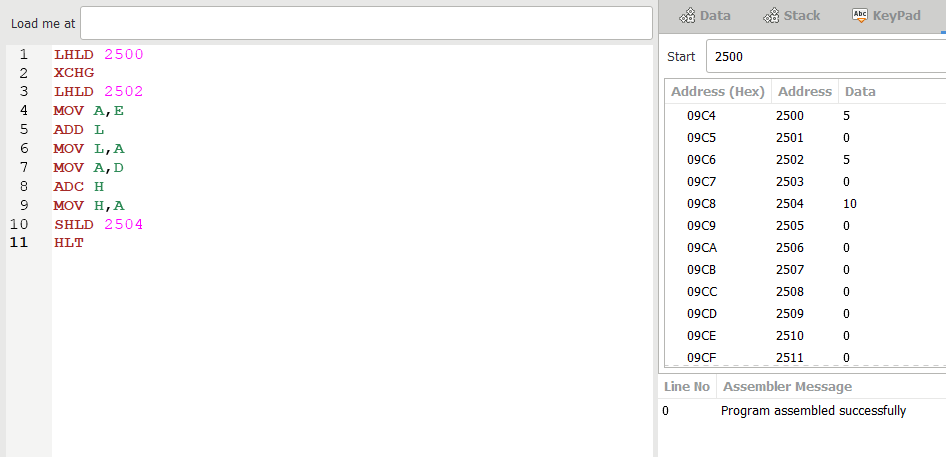 Load me at
1 LHLD 2500
2 XCHG
3 LHLD 2502
4 MOV A,E
5 ADD L
6 MOV L,A
7 MOV A,D
8 ADC H
9 MOV H,A
10 SHLD 2504
11 HLT
Data Stack Abc KeyPad
Start 2500
Address (Hex) Address Data
09C4 2500 5
09C5 2501 0
09C6 2502 5
09C7 2503 0
09C8 2504 10
09C9 2505 0
09CA 2506 0
09CB 2507 0
09CC 2508 0
09CD 2509 0
09CE 2510 0
09CF 2511 0
Line No Assembler Message
0 Program assembled successfully